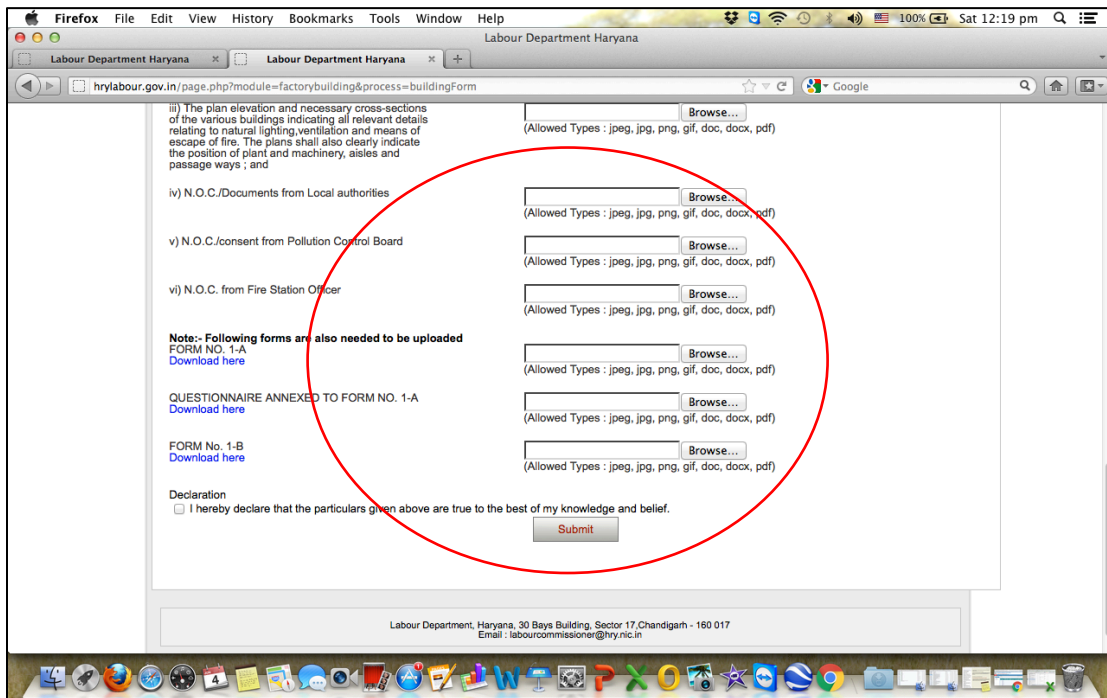 Firefox File Edit View History Bookmarks Tools Window Help 100% Sat 12:19 pm
Labour Department Haryana
Labour Department Haryana × Labour Department Haryana × +
hrylabour.gov.in/page.php?module=factorybuilding&process=buildingForm Google
iii) The plan elevation and necessary cross-sections
of the various buildings indicating all relevant details
relating to natural lighting,ventilation and means of
escape of fire. The plans shall also clearly indicate
the position of plant and machinery, aisles and
passage ways ; and
Browse...
(Allowed Types : jpeg, jpg, png, gif, doc, docx, pdf)
iv) N.O.C./Documents from Local authorities
Browse...
(Allowed Types : jpeg, jpg, png, gif, doc, docx, pdf)
v) N.O.C./consent from Pollution Control Board
Browse...
(Allowed Types : jpeg, jpg, png, gif, doc, docx, pdf)
vi) N.O.C. from Fire Station Officer
Browse...
(Allowed Types : jpeg, jpg, png, gif, doc, docx, pdf)
Note:- Following forms are also needed to be uploaded
FORM NO. 1-A
Download here
Browse...
(Allowed Types : jpeg, jpg, png, gif, doc, docx, pdf)
QUESTIONNAIRE ANNEXED TO FORM NO. 1-A
Download here
Browse...
(Allowed Types : jpeg, jpg, png, gif, doc, docx, pdf)
FORM No. 1-B
Download here
Browse...
(Allowed Types : jpeg, jpg, png, gif, doc, docx, pdf)
Declaration
I hereby declare that the particulars given above are true to the best of my knowledge and belief.
Submit
Labour Department, Haryana, 30 Bays Building, Sector 17,Chandigarh - 160 017
Email : labourcommissioner@hry.nic.in